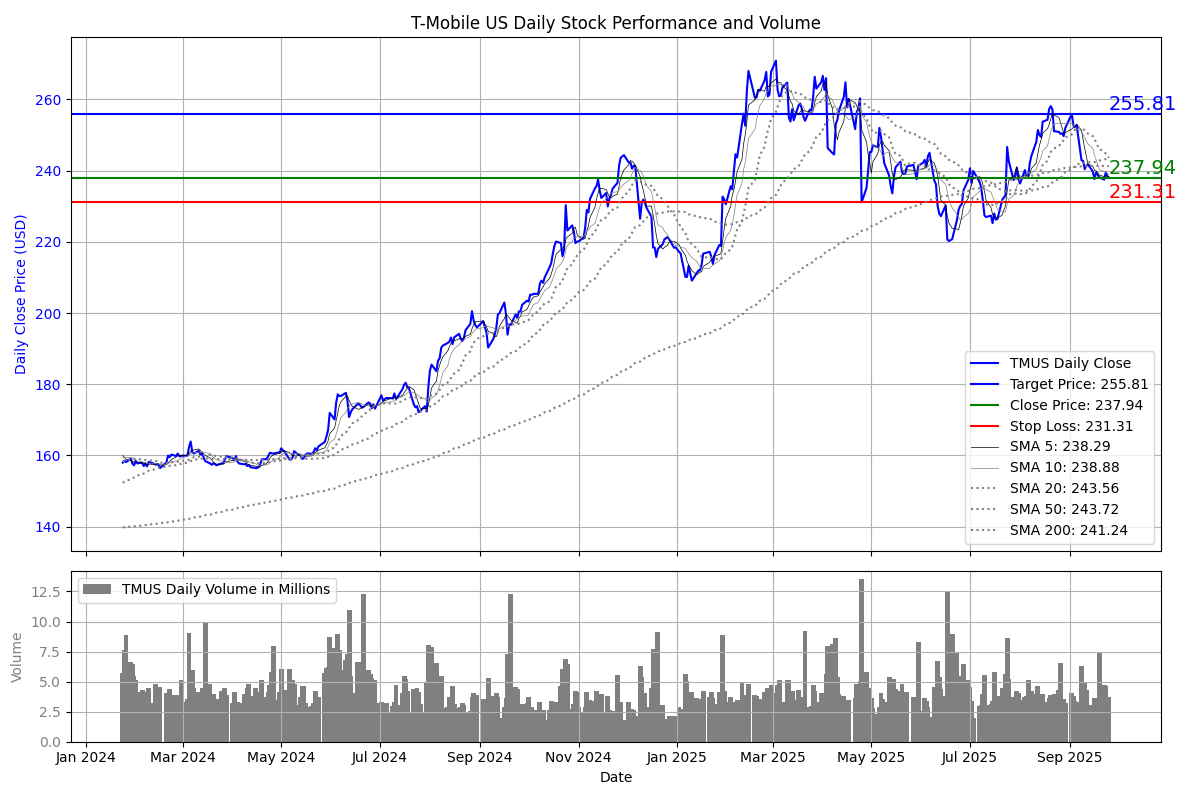 T-Mobile US Daily Stock Performance and Volume
Daily Close Price (USD)
260
240
220
200
180
160
140
255.81
237.94
231.31
TMUS Daily Close
Target Price: 255.81
Close Price: 237.94
Stop Loss: 231.31
SMA 5: 238.29
SMA 10: 238.88
SMA 20: 243.56
SMA 50: 243.72
SMA 200: 241.24
Volume
12.5
10.0
7.5
5.0
2.5
0.0
TMUS Daily Volume in Millions
Jan 2024 Mar 2024 May 2024 Jul 2024 Sep 2024 Nov 2024 Jan 2025 Mar 2025 May 2025 Jul 2025 Sep 2025
Date